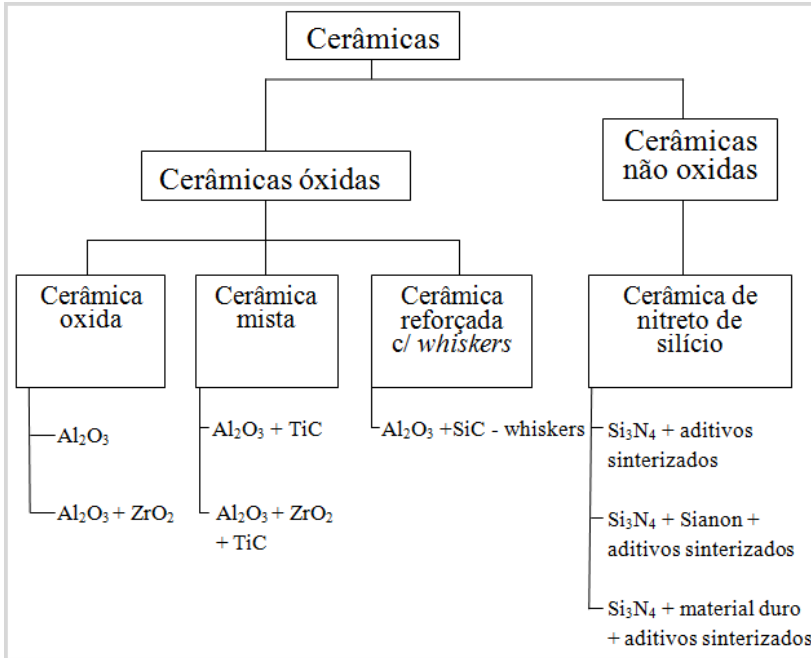 Cerâmicas
Cerâmicas óxidas
Cerâmicas
não oxidas
Cerâmica
oxida
Cerâmica
mista
Cerâmica
reforçada
c/ whiskers
Cerâmica de
nitreto de
silício
Al₂O₃
Al₂O₃ + ZrO₂
Al₂O₃ + TiC
Al₂O₃ + ZrO₂
+ TiC
Al₂O₃ +SiC - whiskers
Si₃N₄ + aditivos
sinterizados
Si₃N₄ + Sianon +
aditivos sinterizados
Si₃N₄ + material duro
+ aditivos sinterizados